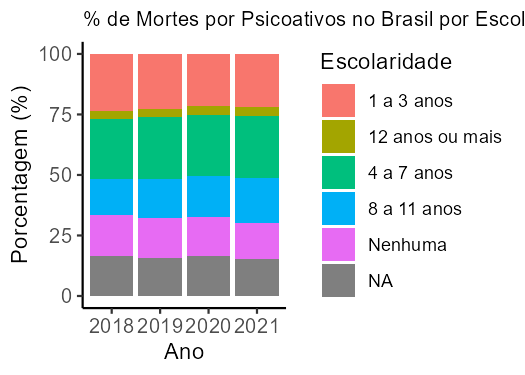 % de Mortes por Psicoativos no Brasil por Escol
100
75
50
25
0
Porcentagem (%)
2018 2019 2020 2021
Ano
Escolaridade
1 a 3 anos
12 anos ou mais
4 a 7 anos
8 a 11 anos
Nenhuma
NA